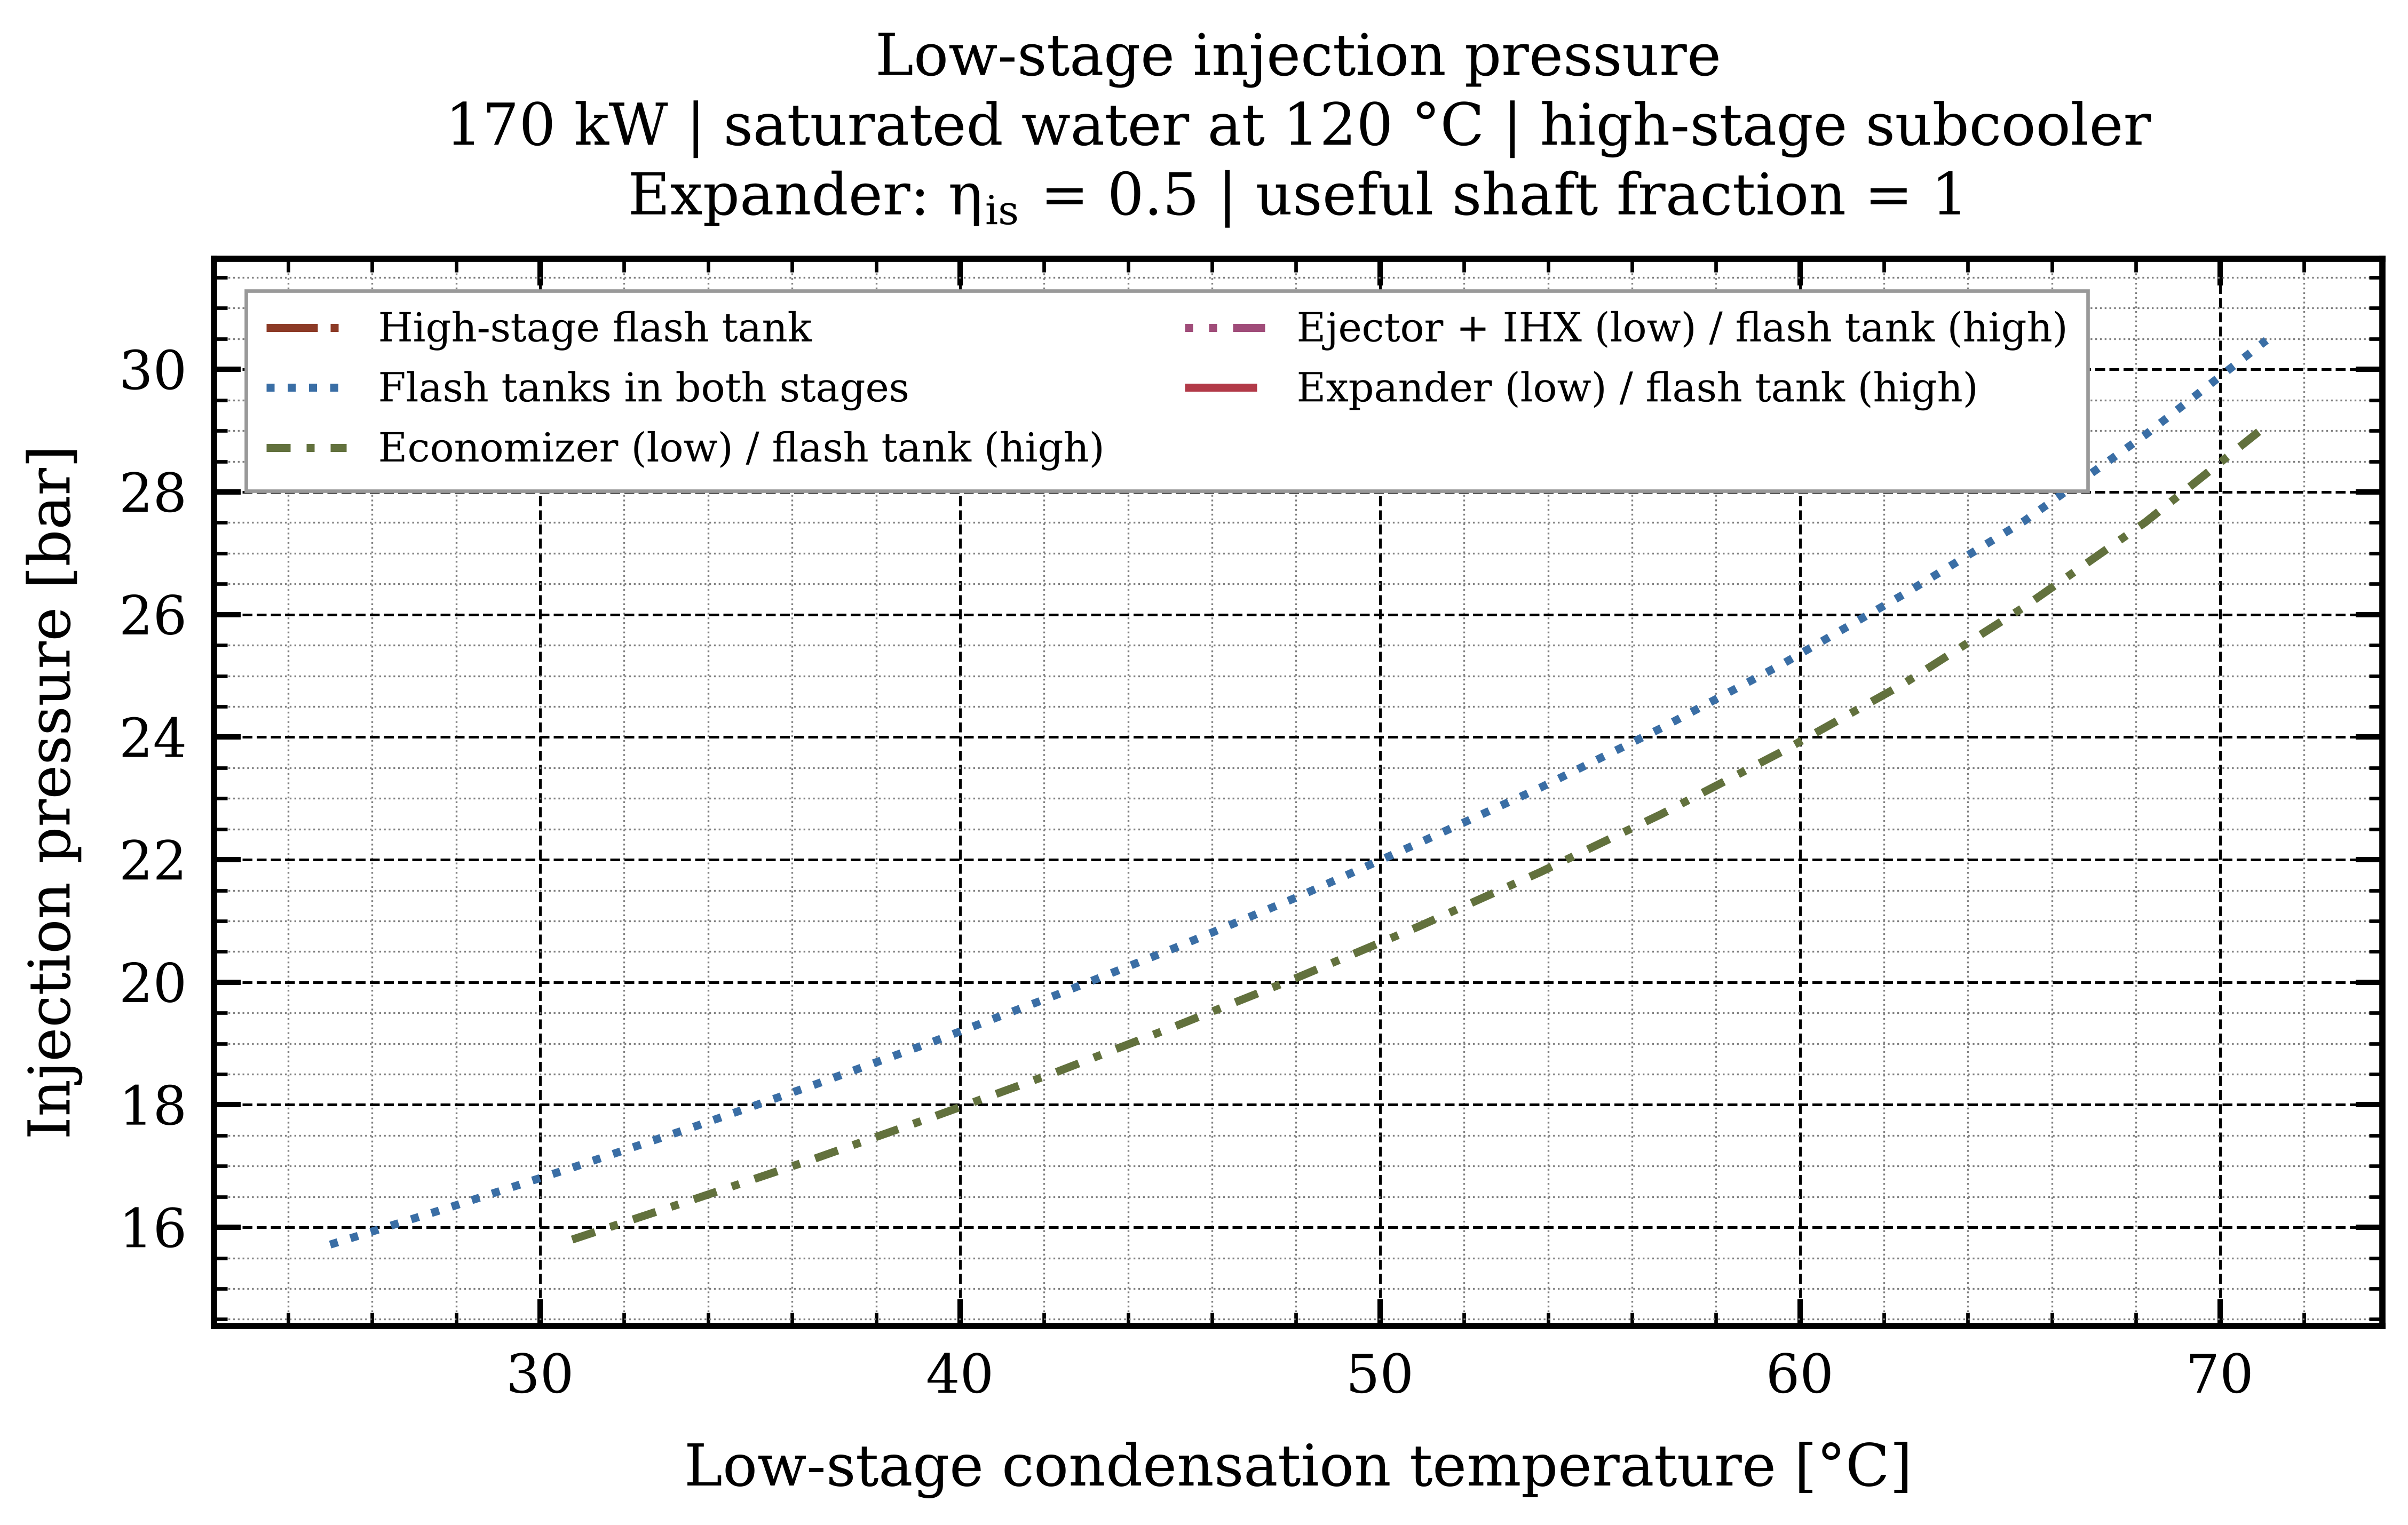 Low-stage injection pressure
170 kW | saturated water at 120 °C | high-stage subcooler
Expander: ηis = 0.5 | useful shaft fraction = 1
High-stage flash tank
Flash tanks in both stages
Economizer (low) / flash tank (high)
Ejector + IHX (low) / flash tank (high)
Expander (low) / flash tank (high)
Injection pressure [bar]
30
28
26
24
22
20
18
16
30 40 50 60 70
Low-stage condensation temperature [°C]